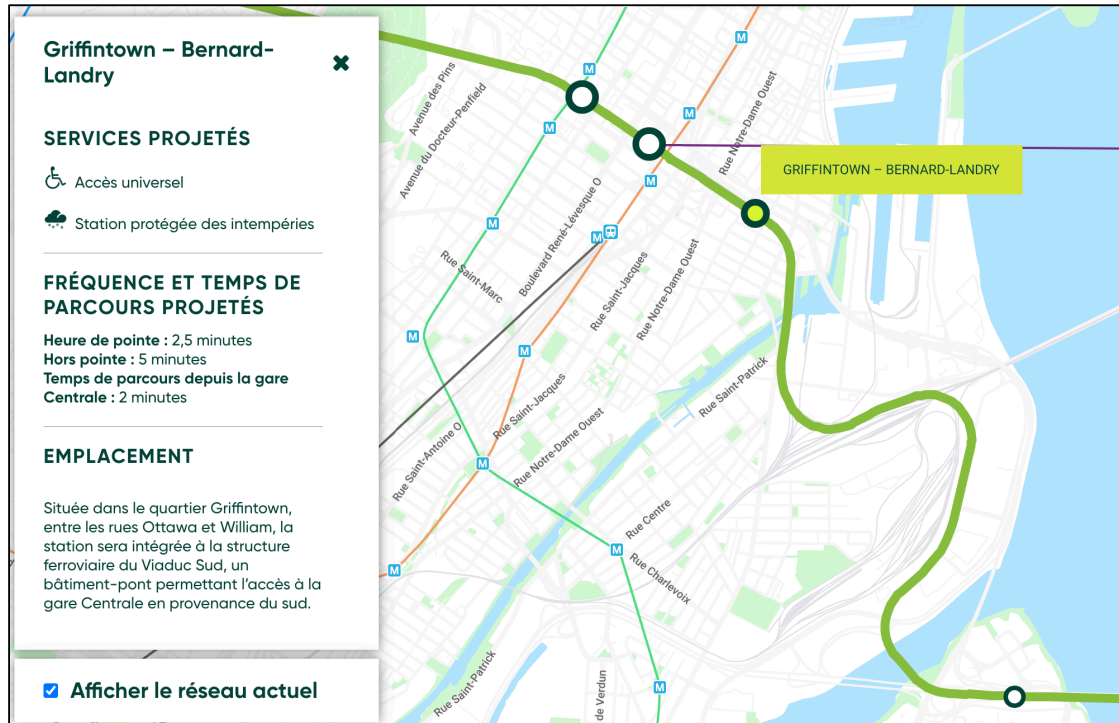 Griffintown – Bernard-
Landry
SERVICES PROJETÉS
Accès universel
Station protégée des intempéries
FRÉQUENCE ET TEMPS DE
PARCOURS PROJETÉS
Heure de pointe : 2,5 minutes
Hors pointe : 5 minutes
Temps de parcours depuis la gare
Centrale : 2 minutes
EMPLACEMENT
Située dans le quartier Griffintown,
entre les rues Ottawa et William, la
station sera intégrée à la structure
ferroviaire du Viaduc Sud, un
bâtiment-pont permettant l’accès à la
gare Centrale en provenance du sud.
Afficher le réseau actuel
Avenue des Pins
Avenue du Docteur-Penfield
M
M
M
M
Rue Notre-Dame Ouest
GRIFFINTOWN – BERNARD-LANDRY
M
Boulevard René-Lévesque O
M
M
Rue Saint-Marc
Rue Saint-Jacques
Rue Notre-Dame Ouest
M
M
Rue Saint-Patrick
Rue Saint-Jacques
Rue Saint-Antoine O
Rue Notre-Dame Ouest
M
Rue Centre
M
Rue Charlevoix
M
Rue Saint-Patrick
de Verdun
M